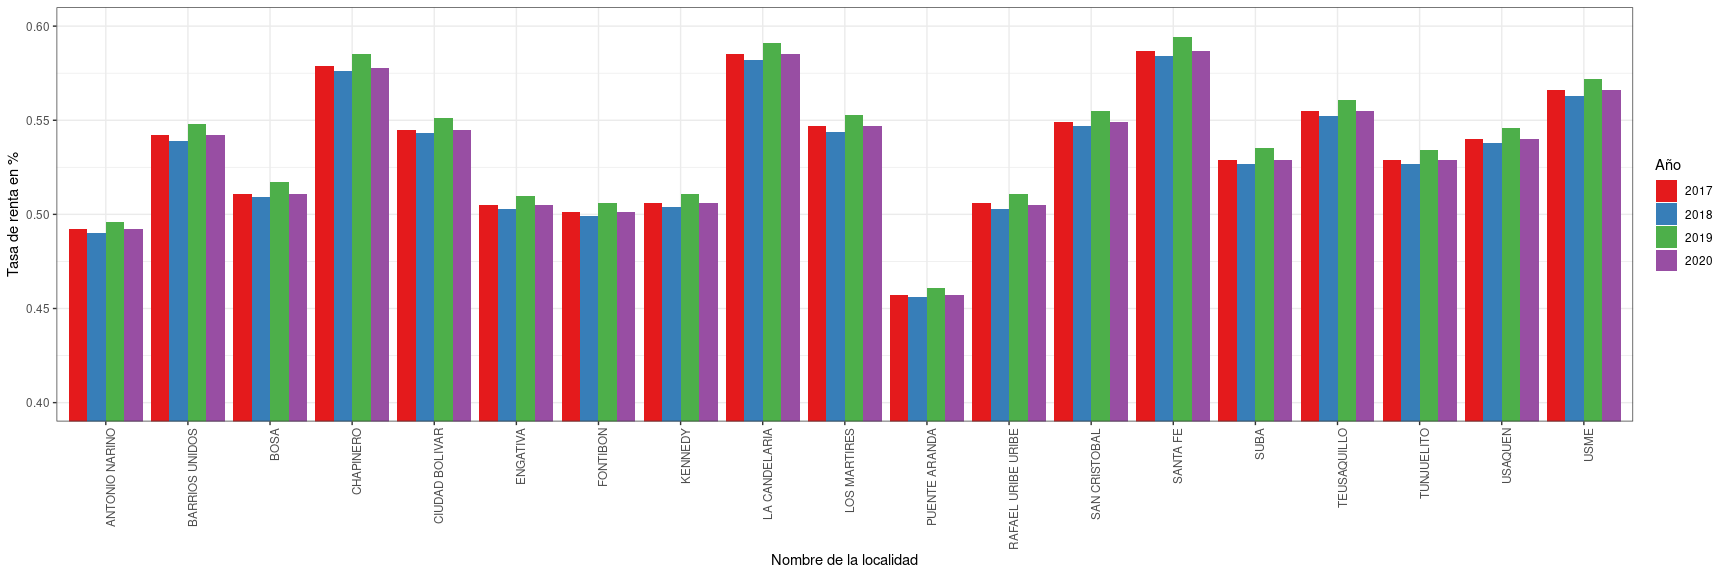 0.60
0.55
0.50
0.45
0.40
Tasa de renta en %
ANTONIO NARINO
BARRIOS UNIDOS
BOSA
CHAPINERO
CIUDAD BOLIVAR
ENGATIVA
FONTIBON
KENNEDY
LA CANDELARIA
LOS MARTIRES
PUENTE ARANDA
RAFAEL URIBE URIBE
SAN CRISTOBAL
SANTA FE
SUBA
TEUSAQUILLO
TUNJUELITO
USAQUEN
USME
Nombre de la localidad
Año
2017
2018
2019
2020